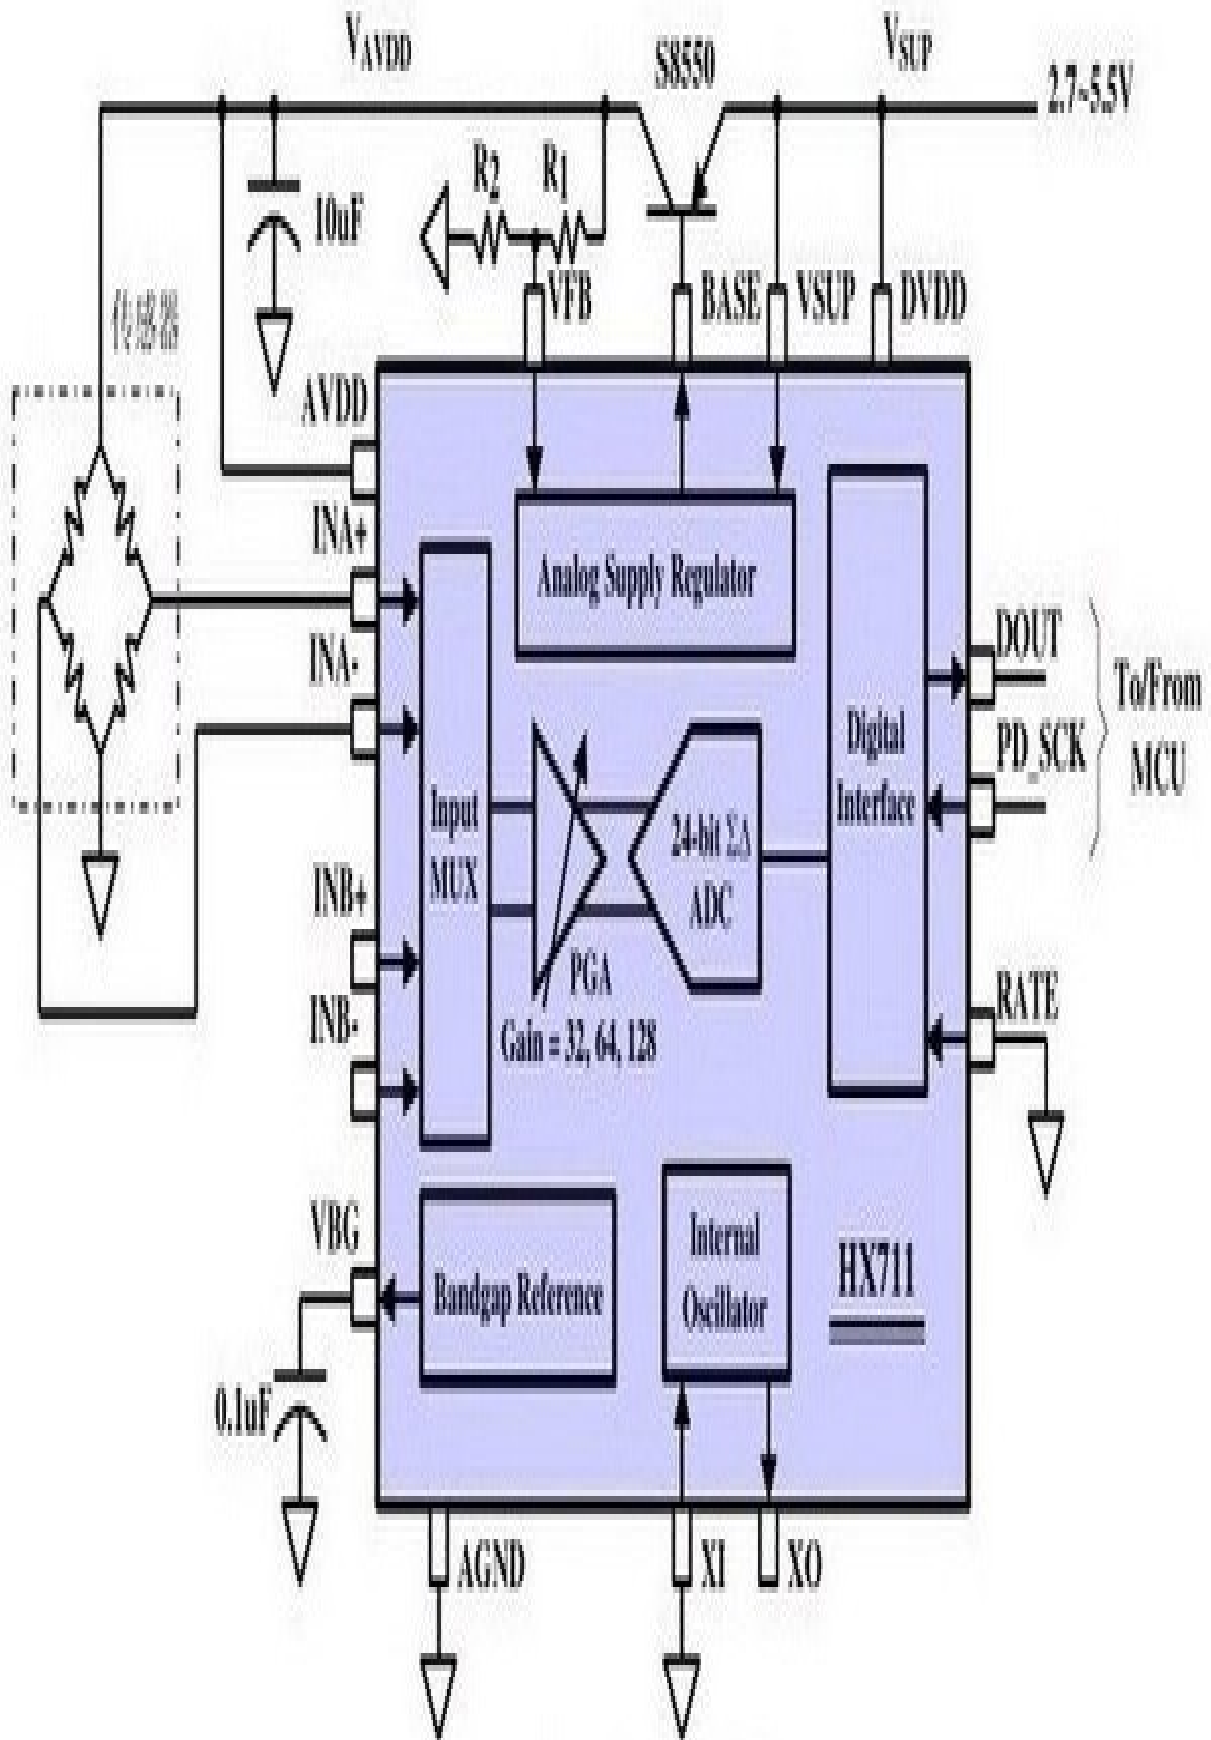 VAVDD
S8550
VSUP
2.7~5.5V
R2
R1
10uF
传感器
VFB
BASE
VSUP
DVDD
AVDD
INA+
INA-
INB+
INB-
VBG
Analog Supply Regulator
Input
MUX
PGA
Gain = 32, 64, 128
24-bit ΣΔ
ADC
Digital
Interface
DOUT
PD_SCK
To/From
MCU
RATE
Bandgap Reference
Internal
Oscillator
HX711
0.1uF
AGND
XI
XO